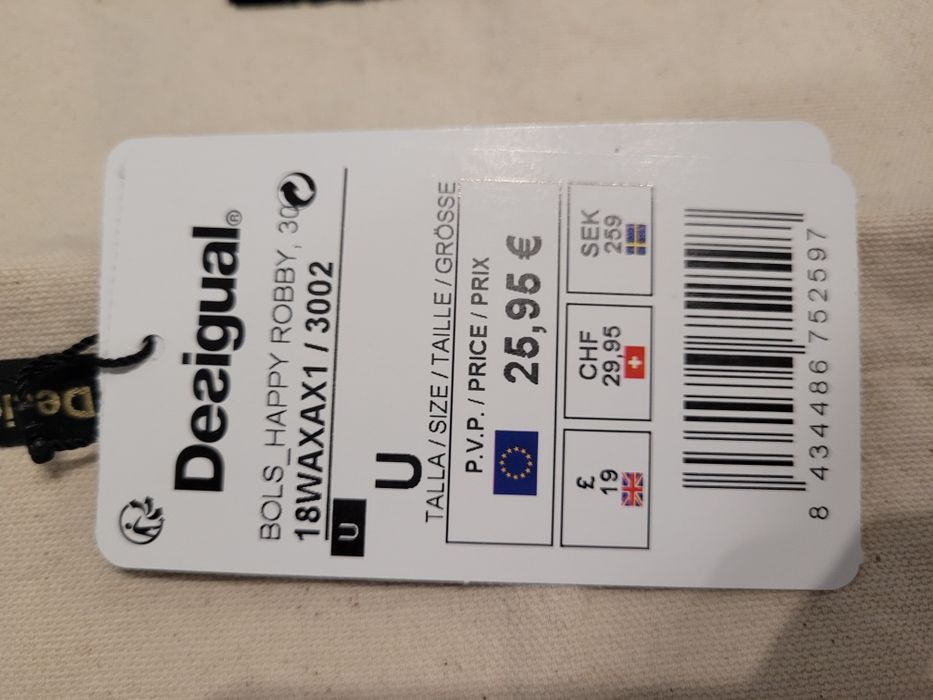 Desigual®
BOLS_HAPPY ROBBY, 30
18WAXAX1 / 3002
U
U
TALLA / SIZE / TAILLE / GRÖSSE
P.V.P. / PRICE / PRIX
25,95 €
£
19
CHF
29,95
SEK
259
8 434486 752597